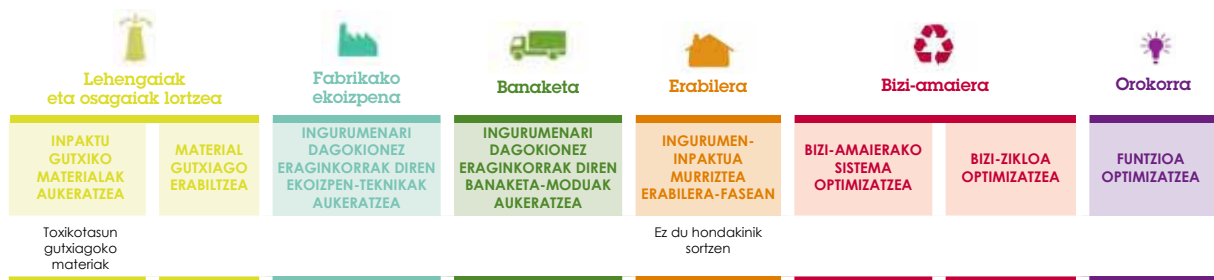 Lehengaiak
eta osagaiak lortzea
Fabrikako
ekoizpena
Banaketa
Erabilera
Bizi-amaiera
Orokorra
INPAKTU
GUTXIKO
MATERIALAK
AUKERATZEA
MATERIAL
GUTXIAGO
ERABILTZEA
INGURUMENARI
DAGOKIONEZ
ERAGINKORRAK DIREN
EKOIZPEN-TEKNIKAK
AUKERATZEA
INGURUMENARI
DAGOKIONEZ
ERAGINKORRAK DIREN
BANAKETA-MODUAK
AUKERATZEA
INGURUMEN-
INPAKTUA
MURRIZTEA
ERABILERA-FASEAN
BIZI-AMAIERAKO
SISTEMA
OPTIMIZATZEA
BIZI-ZIKLOA
OPTIMIZATZEA
FUNTZIOA
OPTIMIZATZEA
Toxikotasun
gutxiagoko
materiak
Ez du hondakinik
sortzen